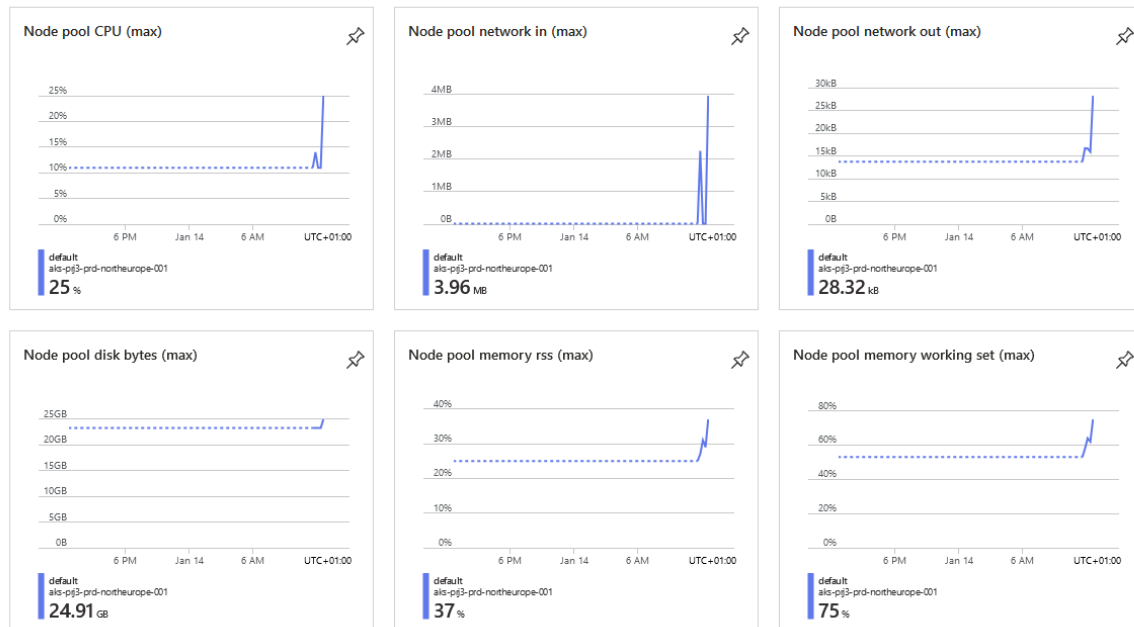 Node pool CPU (max)
25%
20%
15%
10%
5%
0%
6 PM Jan 14 6 AM UTC+01:00
default
aks-prj3-prd-northeurope-001
25 %
Node pool network in (max)
4MB
3MB
2MB
1MB
0B
6 PM Jan 14 6 AM UTC+01:00
default
aks-prj3-prd-northeurope-001
3.96 MB
Node pool network out (max)
30kB
25kB
20kB
15kB
10kB
5kB
0B
6 PM Jan 14 6 AM UTC+01:00
default
aks-prj3-prd-northeurope-001
28.32 kB
Node pool disk bytes (max)
25GB
20GB
15GB
10GB
5GB
0B
6 PM Jan 14 6 AM UTC+01:00
default
aks-prj3-prd-northeurope-001
24.91 GB
Node pool memory rss (max)
40%
30%
20%
10%
0%
6 PM Jan 14 6 AM UTC+01:00
default
aks-prj3-prd-northeurope-001
37 %
Node pool memory working set (max)
80%
60%
40%
20%
0%
6 PM Jan 14 6 AM UTC+01:00
default
aks-prj3-prd-northeurope-001
75 %